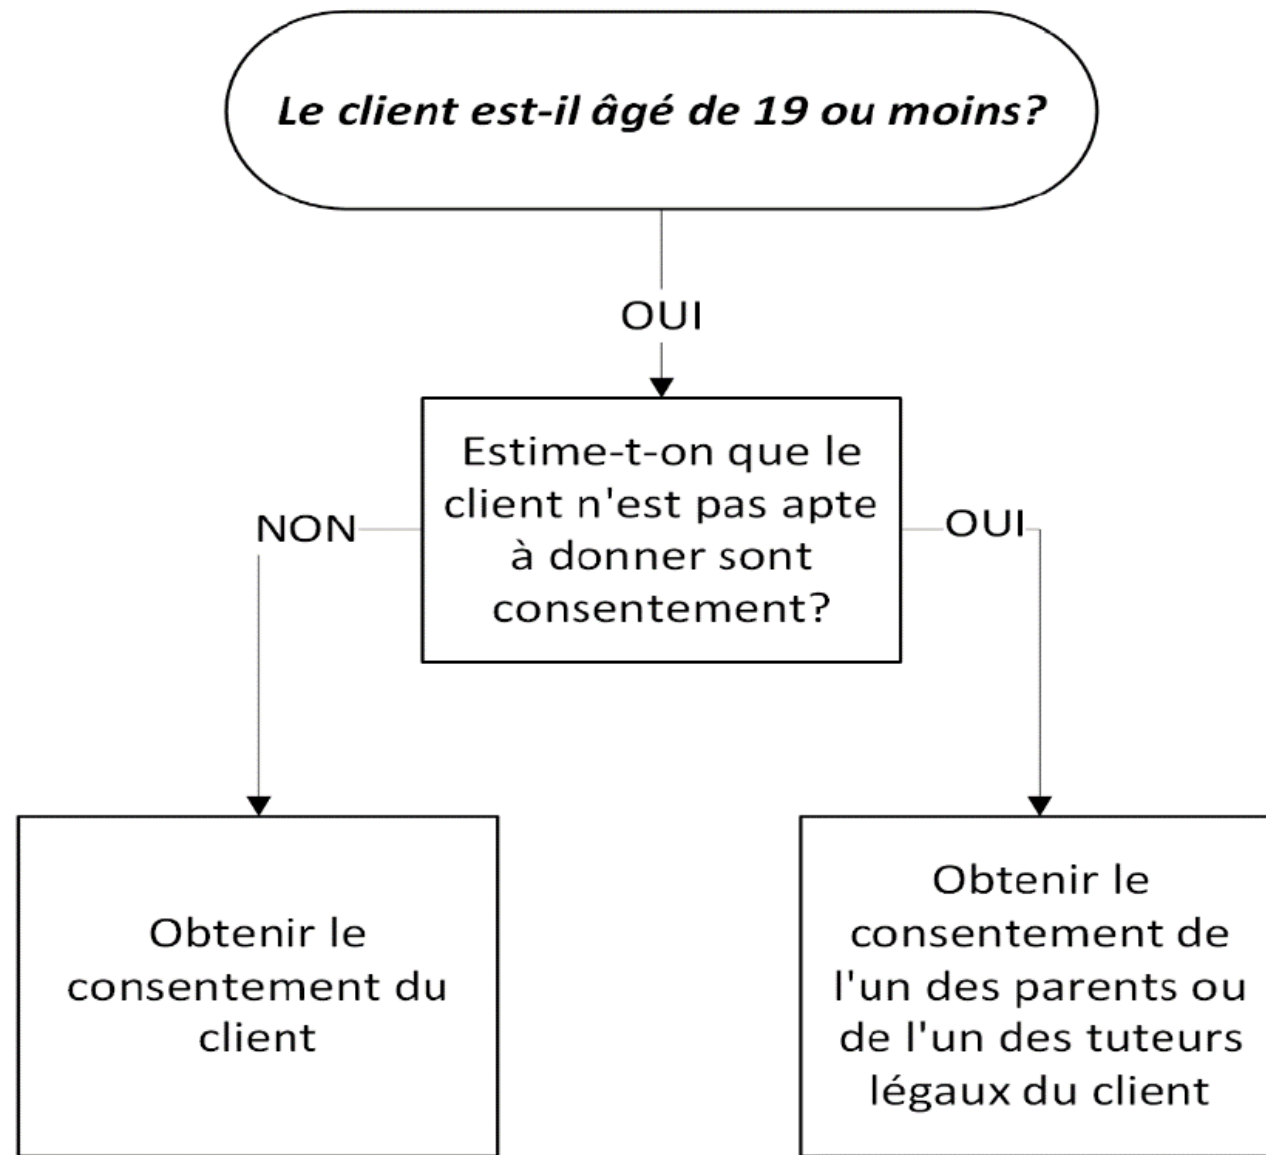 Le client est-il âgé de 19 ou moins?
OUI
Estime-t-on que le
client n'est pas apte
à donner sont
consentement?
NON
OUI
Obtenir le
consentement du
client
Obtenir le
consentement de
l'un des parents ou
de l'un des tuteurs
légaux du client